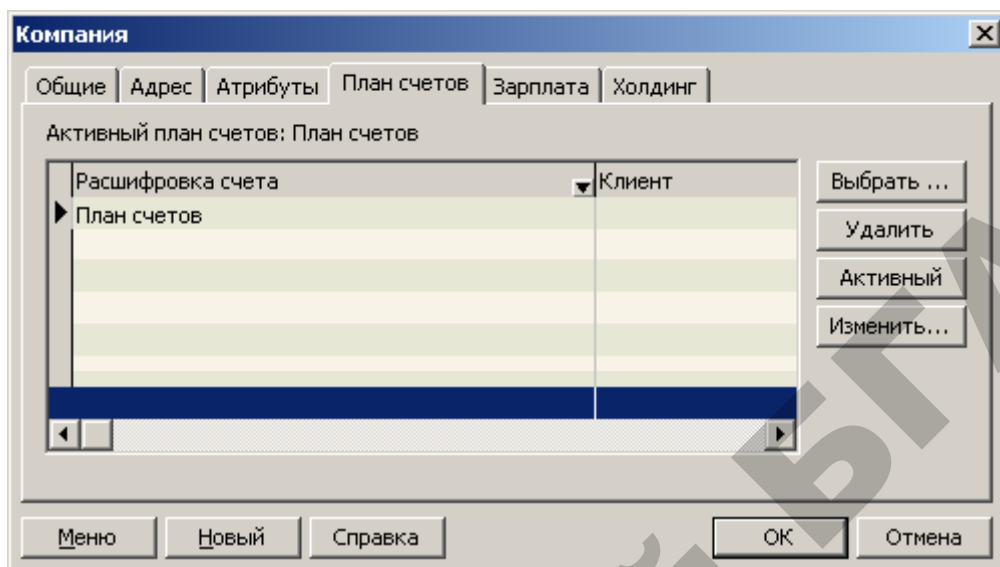 Компания
Общие Адрес Атрибуты План счетов Зарплата Холдинг
Активный план счетов: План счетов
Расшифровка счета Клиент
План счетов
Выбрать ...
Удалить
Активный
Изменить...
Меню Новый Справка ОК Отмена